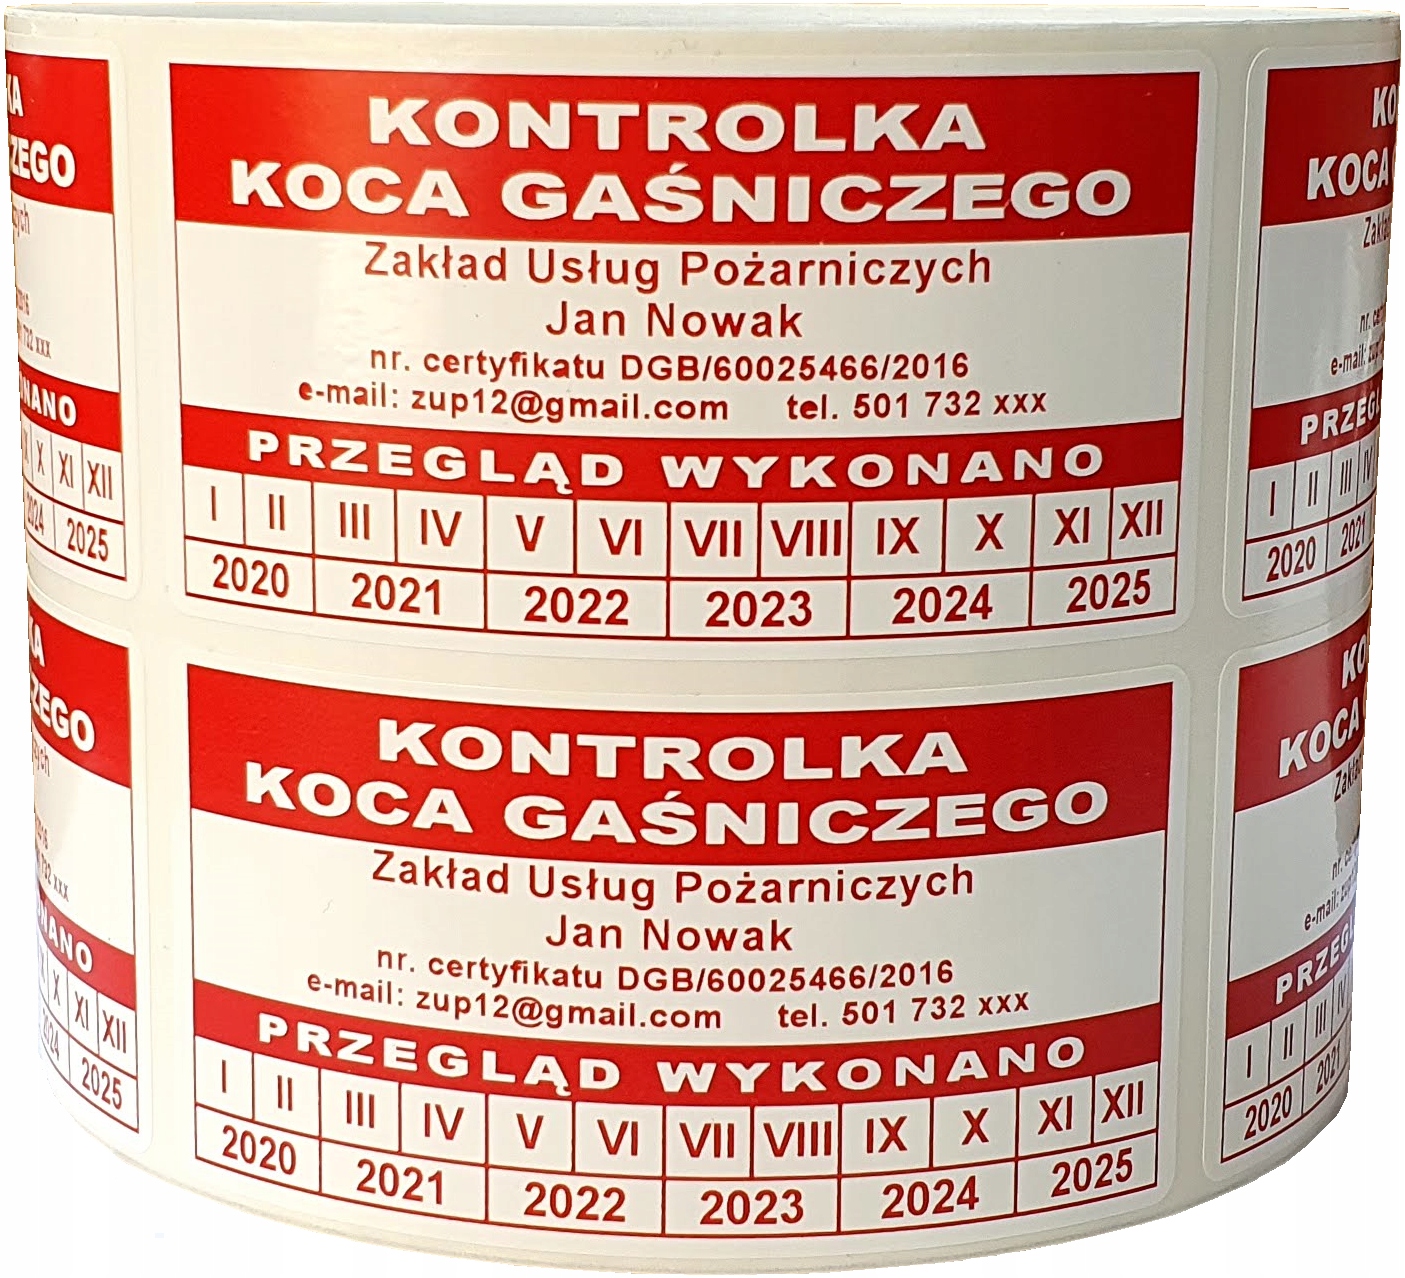 KONTROLKA
KOCA GAŚNICZEGO
Zakład Usług Pożarniczych
Jan Nowak
nr. certyfikatu DGB/60025466/2016
e-mail: zup12@gmail.com tel. 501 732 xxx
PRZEGLĄD WYKONANO
I II III IV V VI VII VIII IX X XI XII
2020 2021 2022 2023 2024 2025
KONTROLKA
KOCA GAŚNICZEGO
Zakład Usług Pożarniczych
Jan Nowak
nr. certyfikatu DGB/60025466/2016
e-mail: zup12@gmail.com tel. 501 732 xxx
PRZEGLĄD WYKONANO
I II III IV V VI VII VIII IX X XI XII
2020 2021 2022 2023 2024 2025